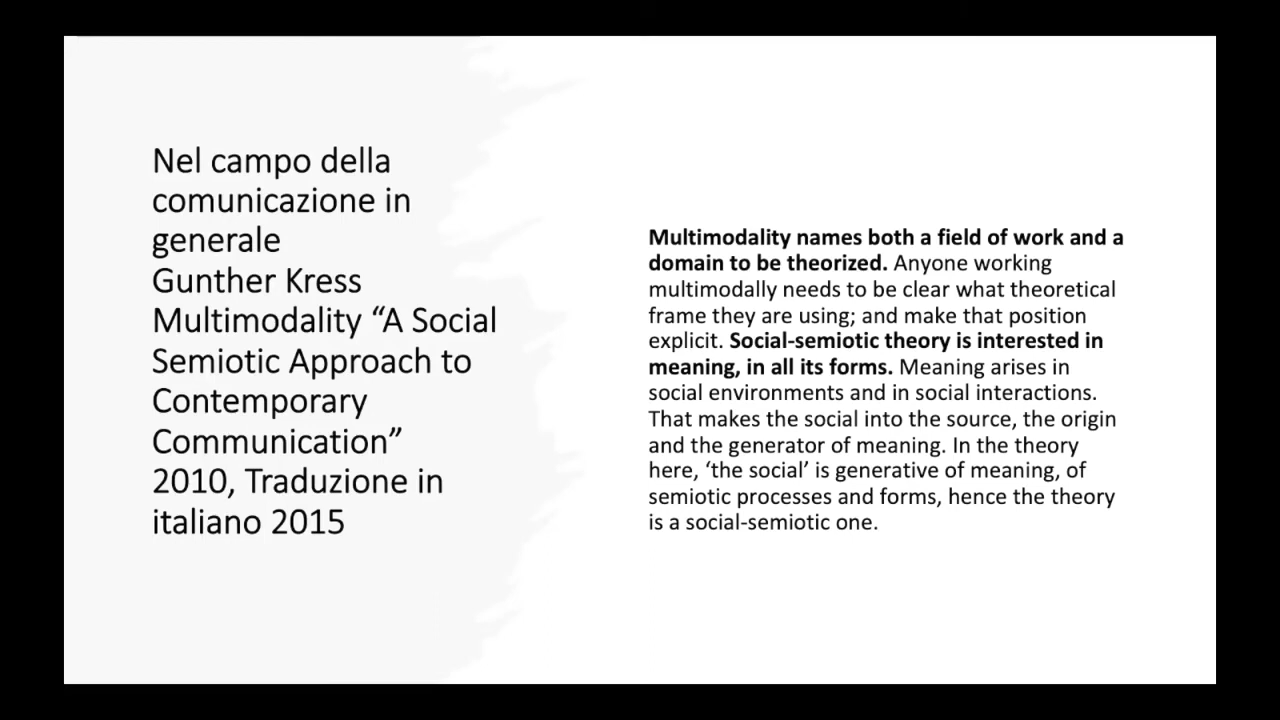 Nel campo della
comunicazione in
generale
Gunther Kress
Multimodality “A Social
Semiotic Approach to
Contemporary
Communication”
2010, Traduzione in
italiano 2015
Multimodality names both a field of work and a
domain to be theorized. Anyone working
multimodally needs to be clear what theoretical
frame they are using; and make that position
explicit. Social-semiotic theory is interested in
meaning, in all its forms. Meaning arises in
social environments and in social interactions.
That makes the social into the source, the origin
and the generator of meaning. In the theory
here, ‘the social’ is generative of meaning, of
semiotic processes and forms, hence the theory
is a social-semiotic one.